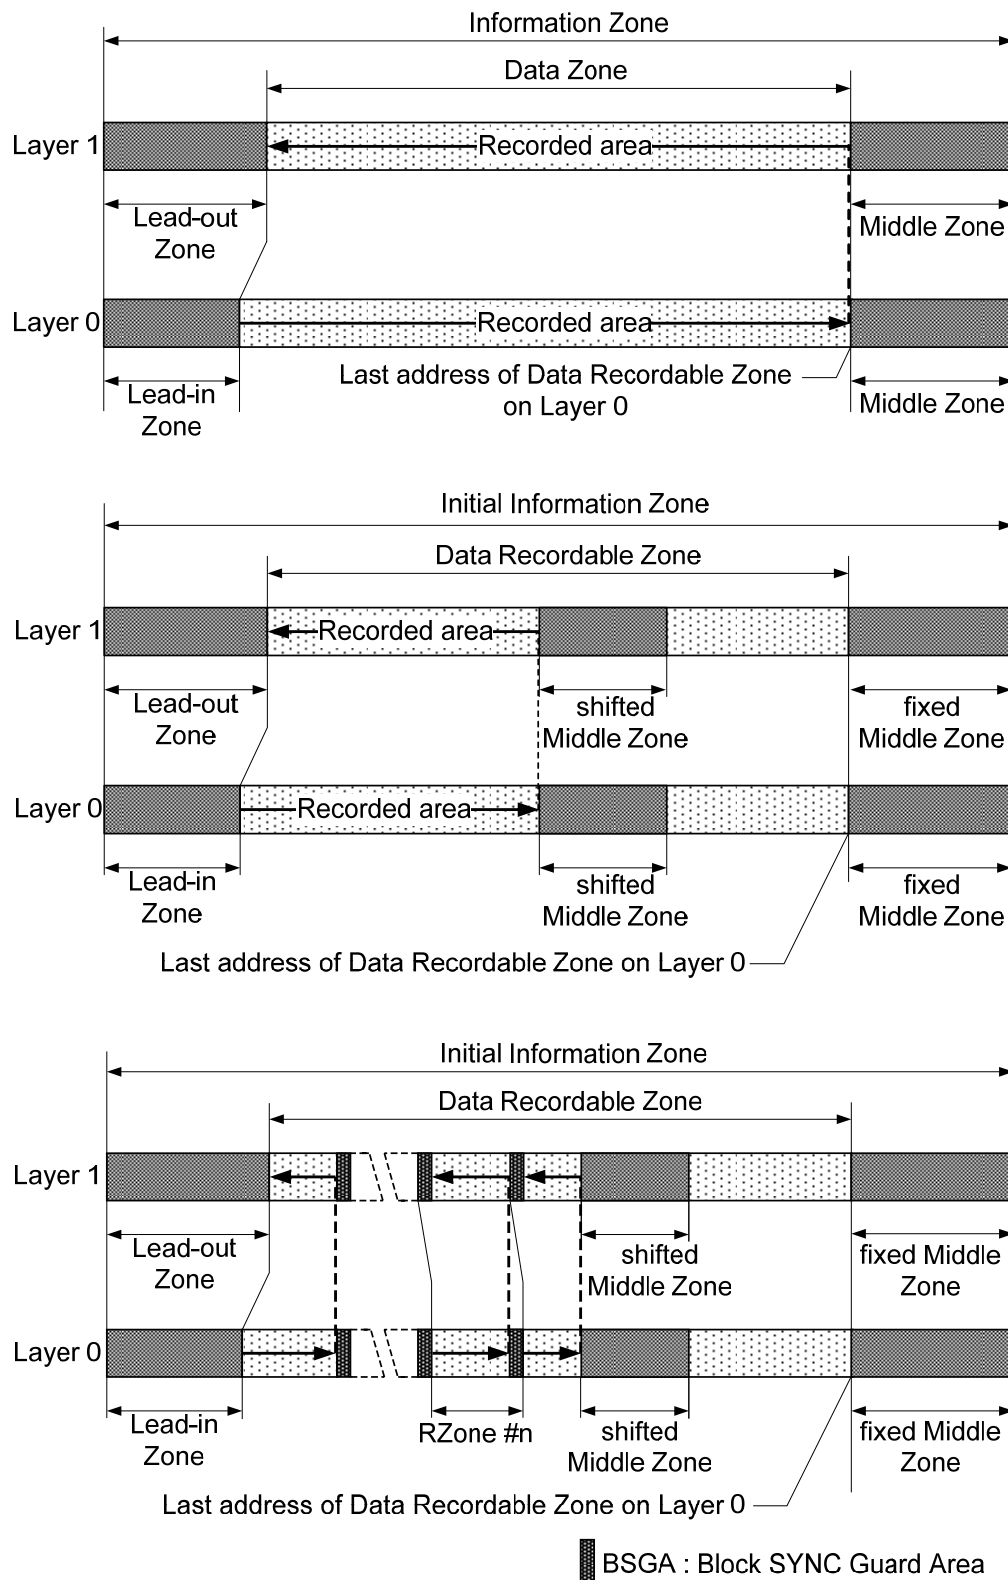 Information Zone
Data Zone
Layer 1
Recorded area
Lead-out
Zone
Middle Zone
Layer 0
Recorded area
Lead-in
Zone
Last address of Data Recordable Zone
on Layer 0
Middle Zone
Initial Information Zone
Data Recordable Zone
Layer 1
Recorded area
Lead-out
Zone
shifted
Middle Zone
fixed
Middle Zone
Layer 0
Recorded area
Lead-in
Zone
shifted
Middle Zone
fixed
Middle Zone
Last address of Data Recordable Zone on Layer 0
Initial Information Zone
Data Recordable Zone
Layer 1
Lead-out
Zone
shifted
Middle Zone
fixed Middle
Zone
Layer 0
Lead-in
Zone
RZone #n
shifted
Middle Zone
fixed Middle
Zone
Last address of Data Recordable Zone on Layer 0
BSGA : Block SYNC Guard Area